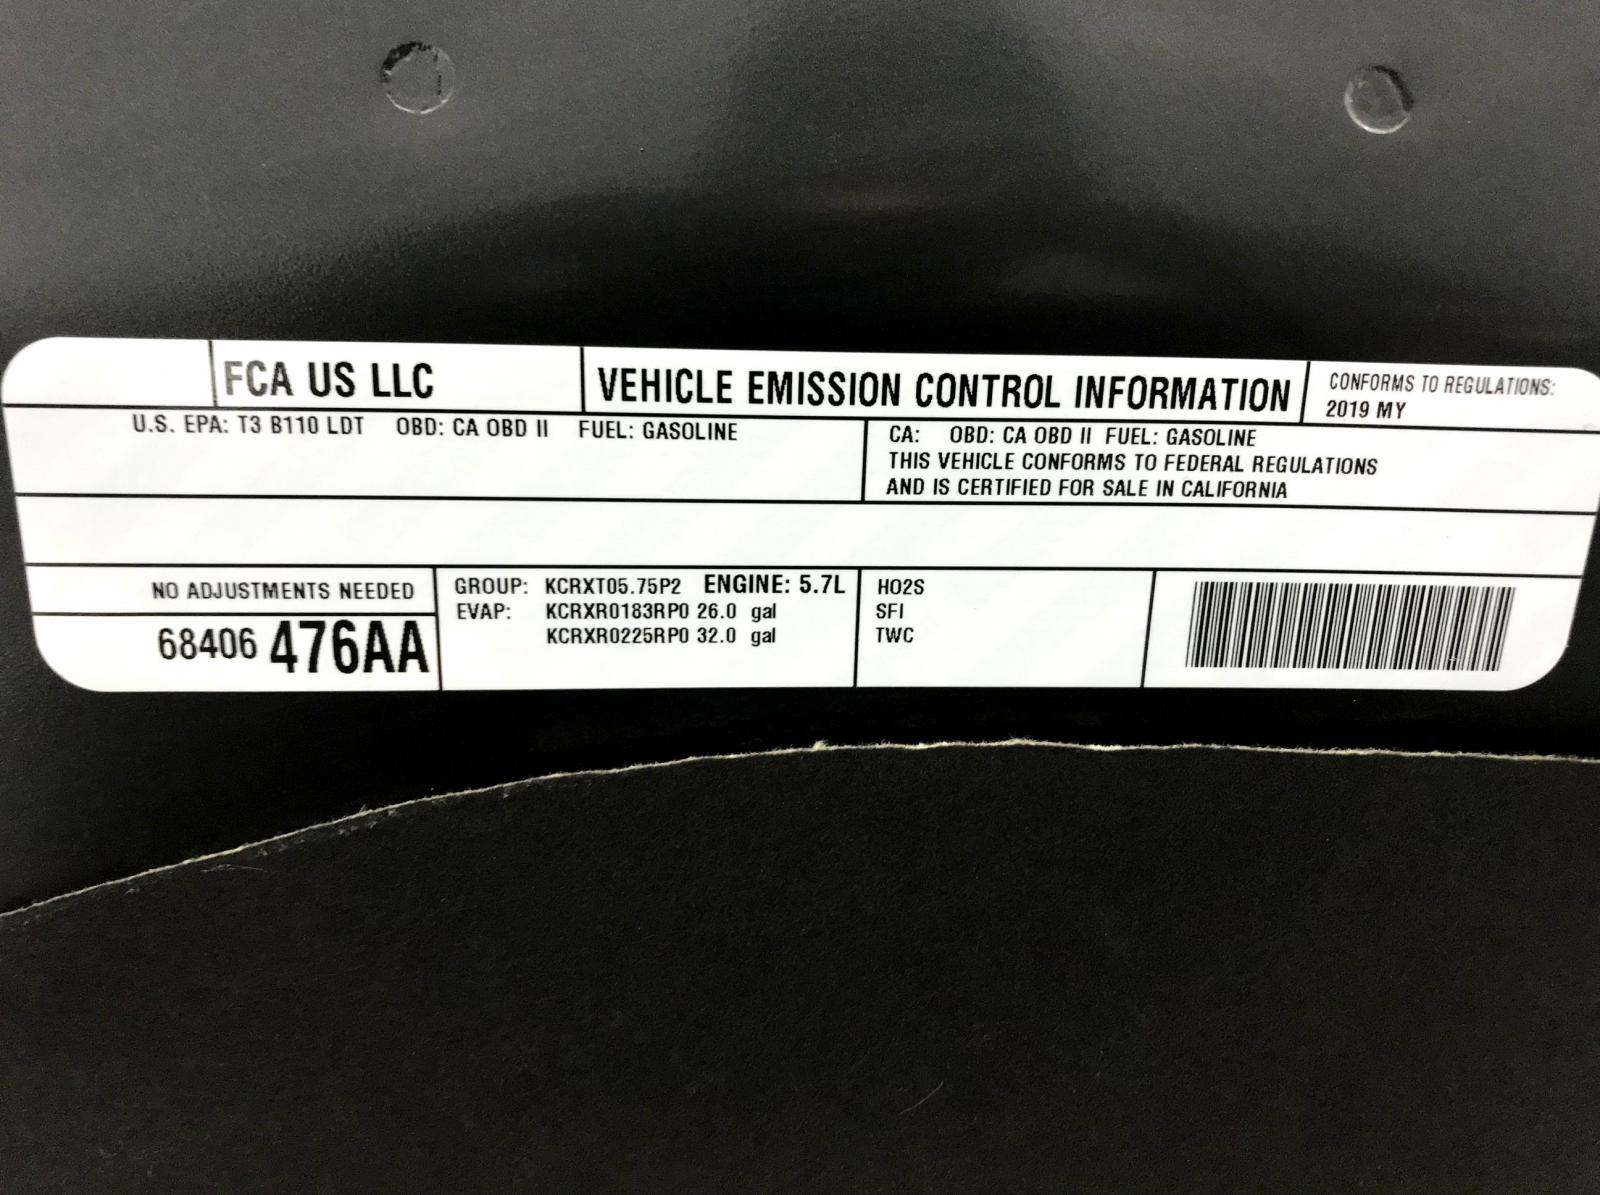 FCA US LLC
VEHICLE EMISSION CONTROL INFORMATION
CONFORMS TO REGULATIONS:
2019 MY
U.S. EPA: T3 B110 LDT OBD: CA OBD II FUEL: GASOLINE
CA: OBD: CA OBD II FUEL: GASOLINE
THIS VEHICLE CONFORMS TO FEDERAL REGULATIONS
AND IS CERTIFIED FOR SALE IN CALIFORNIA
NO ADJUSTMENTS NEEDED
68406 476AA
GROUP: KCRXT05.75P2 ENGINE: 5.7L
EVAP: KCRXR0183RP0 26.0 gal
KCRXR0225RP0 32.0 gal
HO2S
SFI
TWC